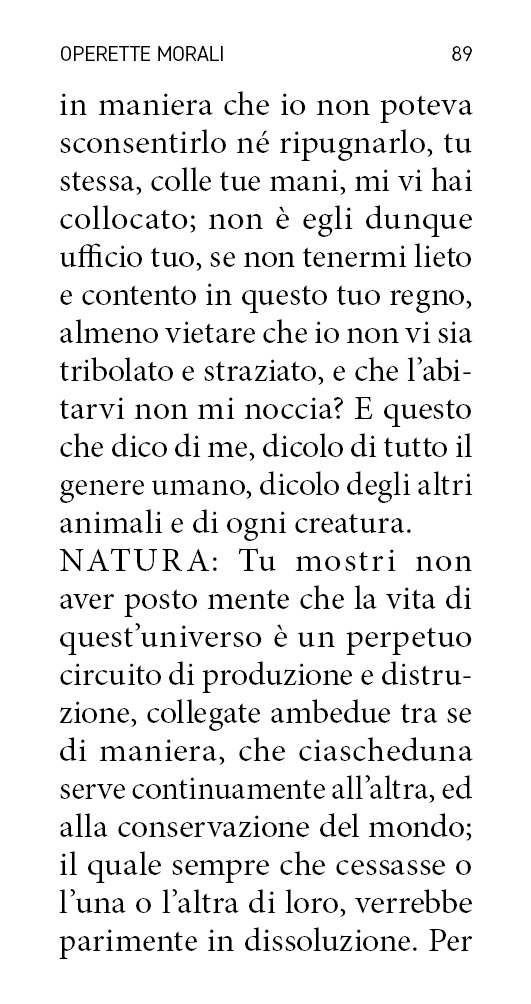 OPERETTE MORALI 89
in maniera che io non poteva
sconsentirlo né ripugnarlo, tu
stessa, colle tue mani, mi vi hai
collocato; non è egli dunque
ufficio tuo, se non tenermi lieto
e contento in questo tuo regno,
almeno vietare che io non vi sia
tribolato e straziato, e che l’abi-
tarvi non mi noccia? E questo
che dico di me, dicolo di tutto il
genere umano, dicolo degli altri
animali e di ogni creatura.
NATURA: Tu mostri non
aver posto mente che la vita di
quest’universo è un perpetuo
circuito di produzione e distru-
zione, collegate ambedue tra se
di maniera, che ciascheduna
serve continuamente all’altra, ed
alla conservazione del mondo;
il quale sempre che cessasse o
l’una o l’altra di loro, verrebbe
parimente in dissoluzione. Per